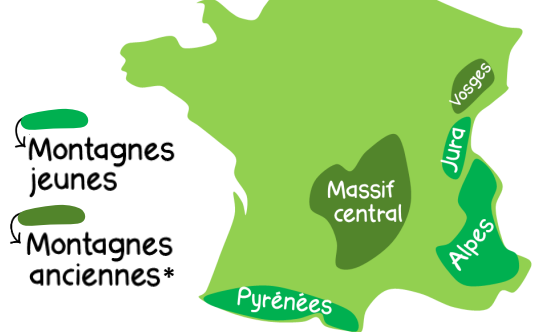 Vosges
Jura
Montagnes
jeunes
Massif
central
Montagnes
anciennes*
Alpes
Pyrénées